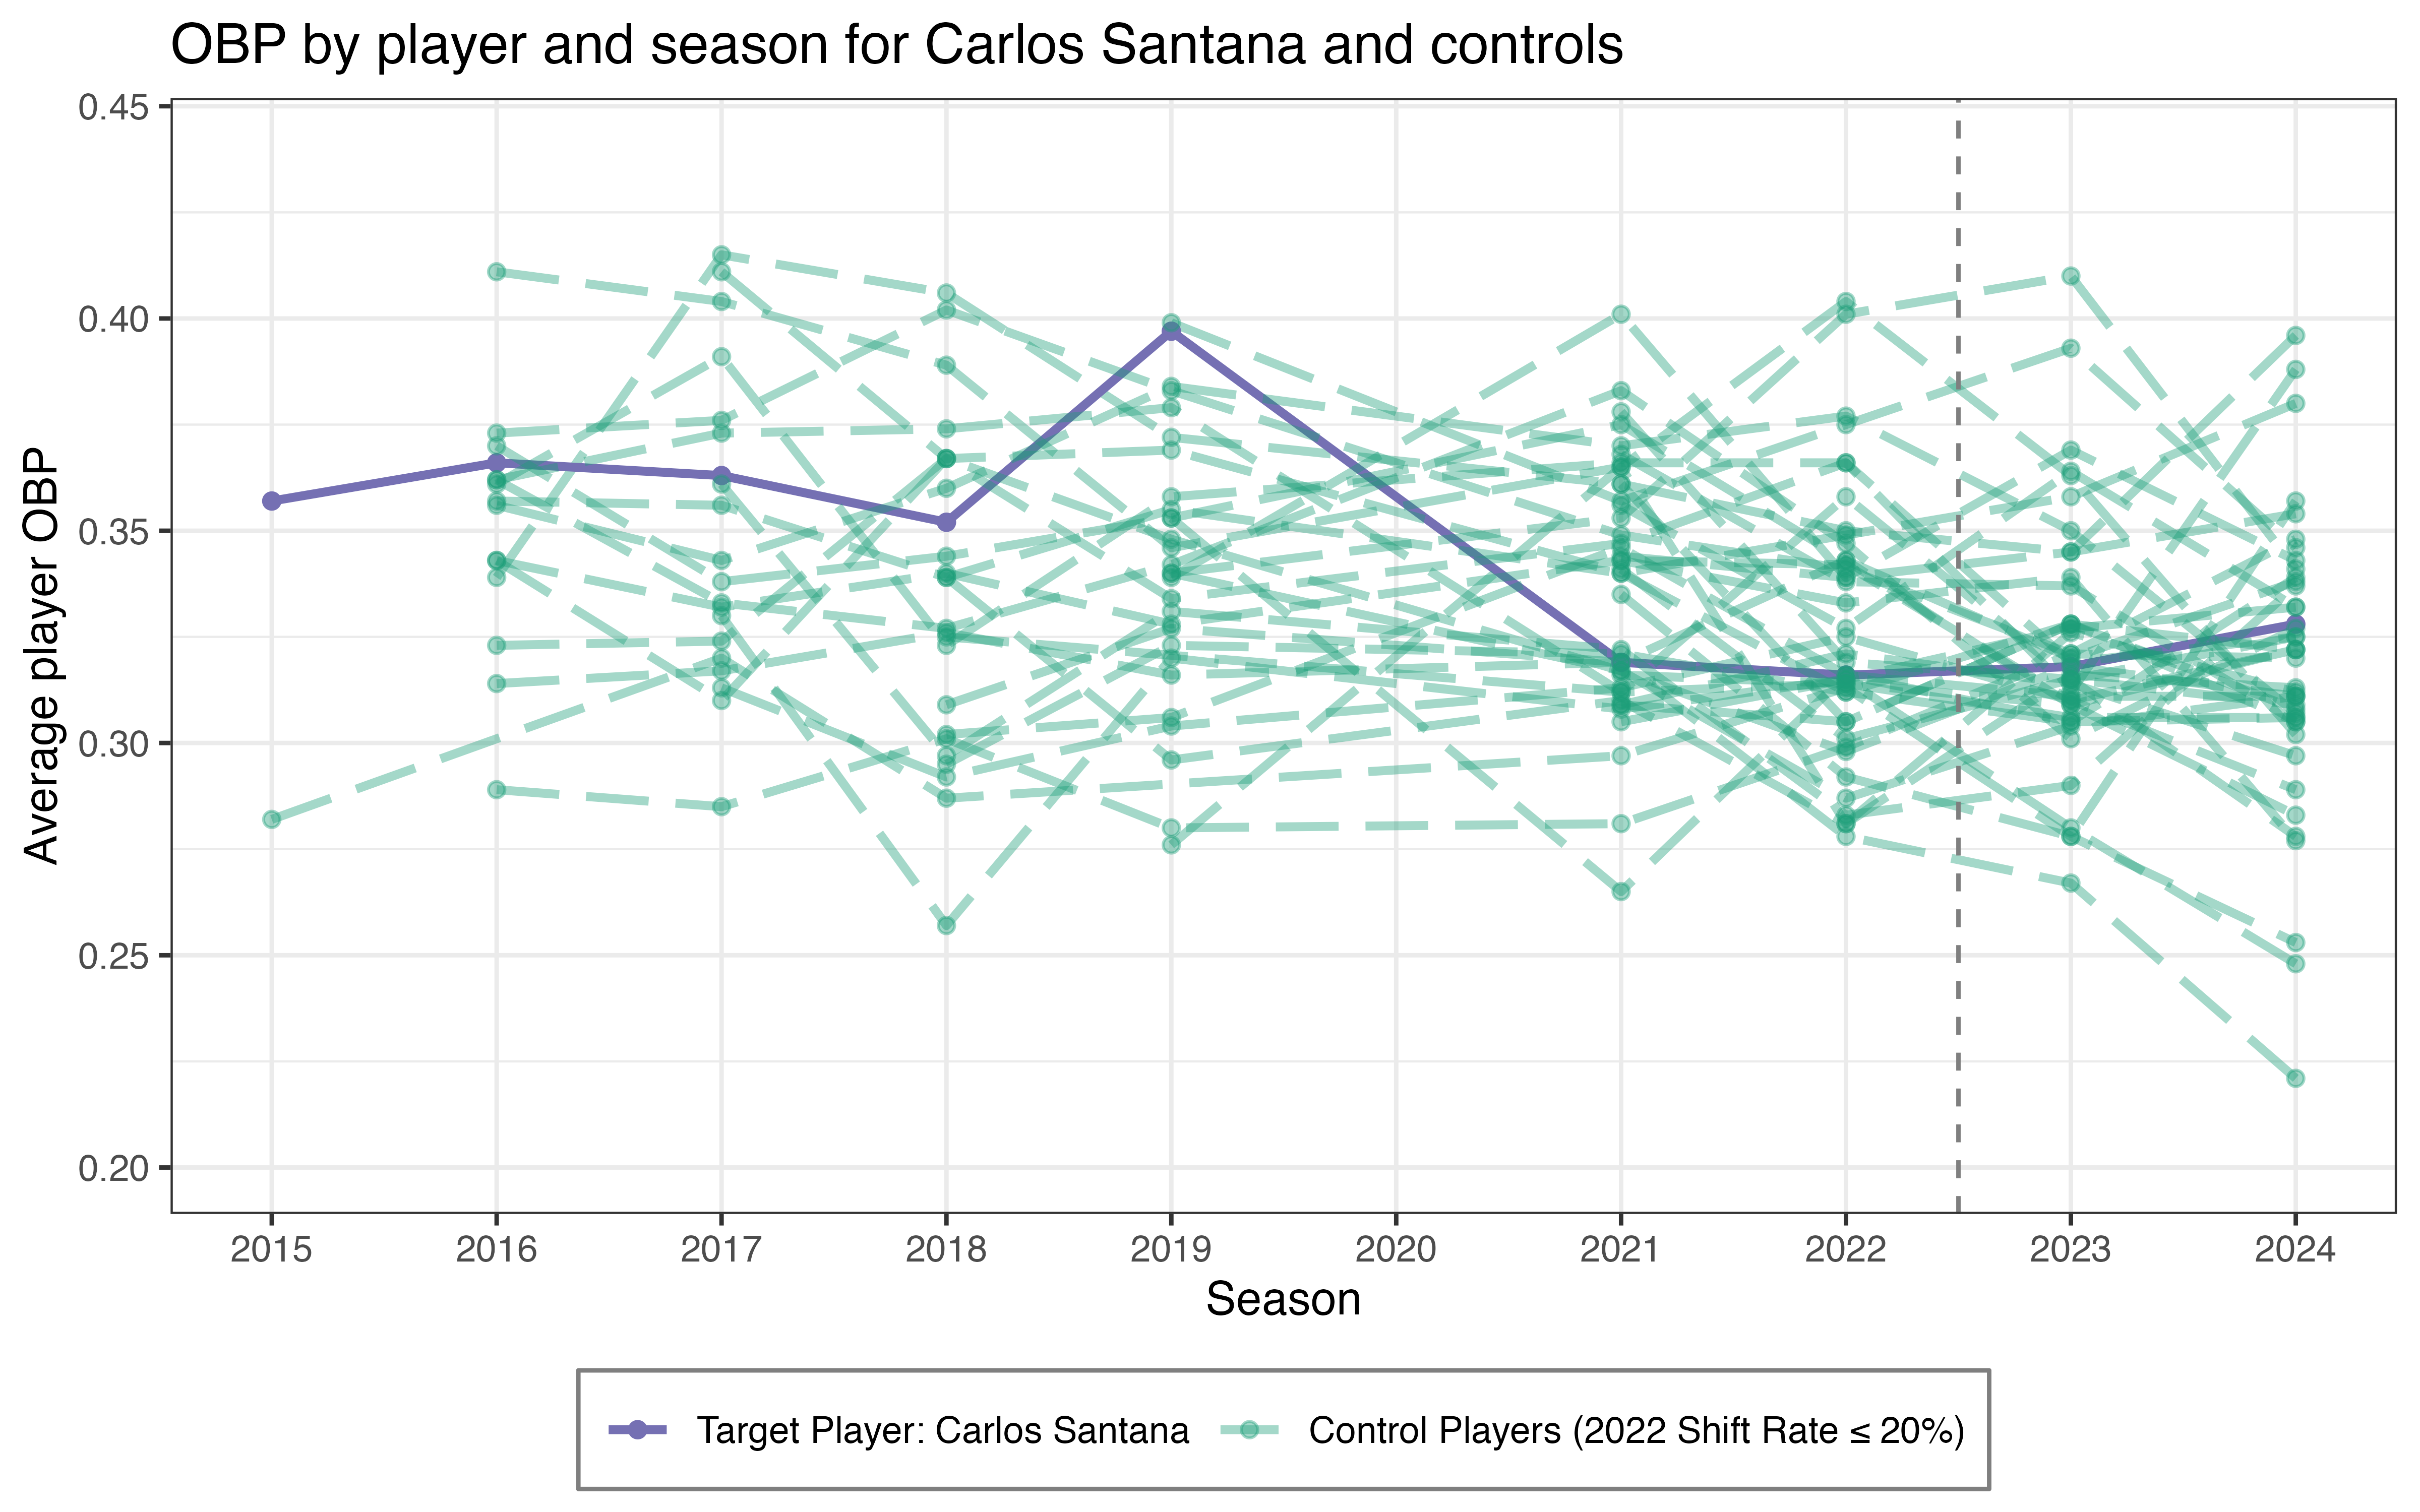 OBP by player and season for Carlos Santana and controls
Average player OBP
0.45
0.40
0.35
0.30
0.25
0.20
2015 2016 2017 2018 2019 2020 2021 2022 2023 2024
Season
Target Player: Carlos Santana Control Players (2022 Shift Rate ≤ 20%)